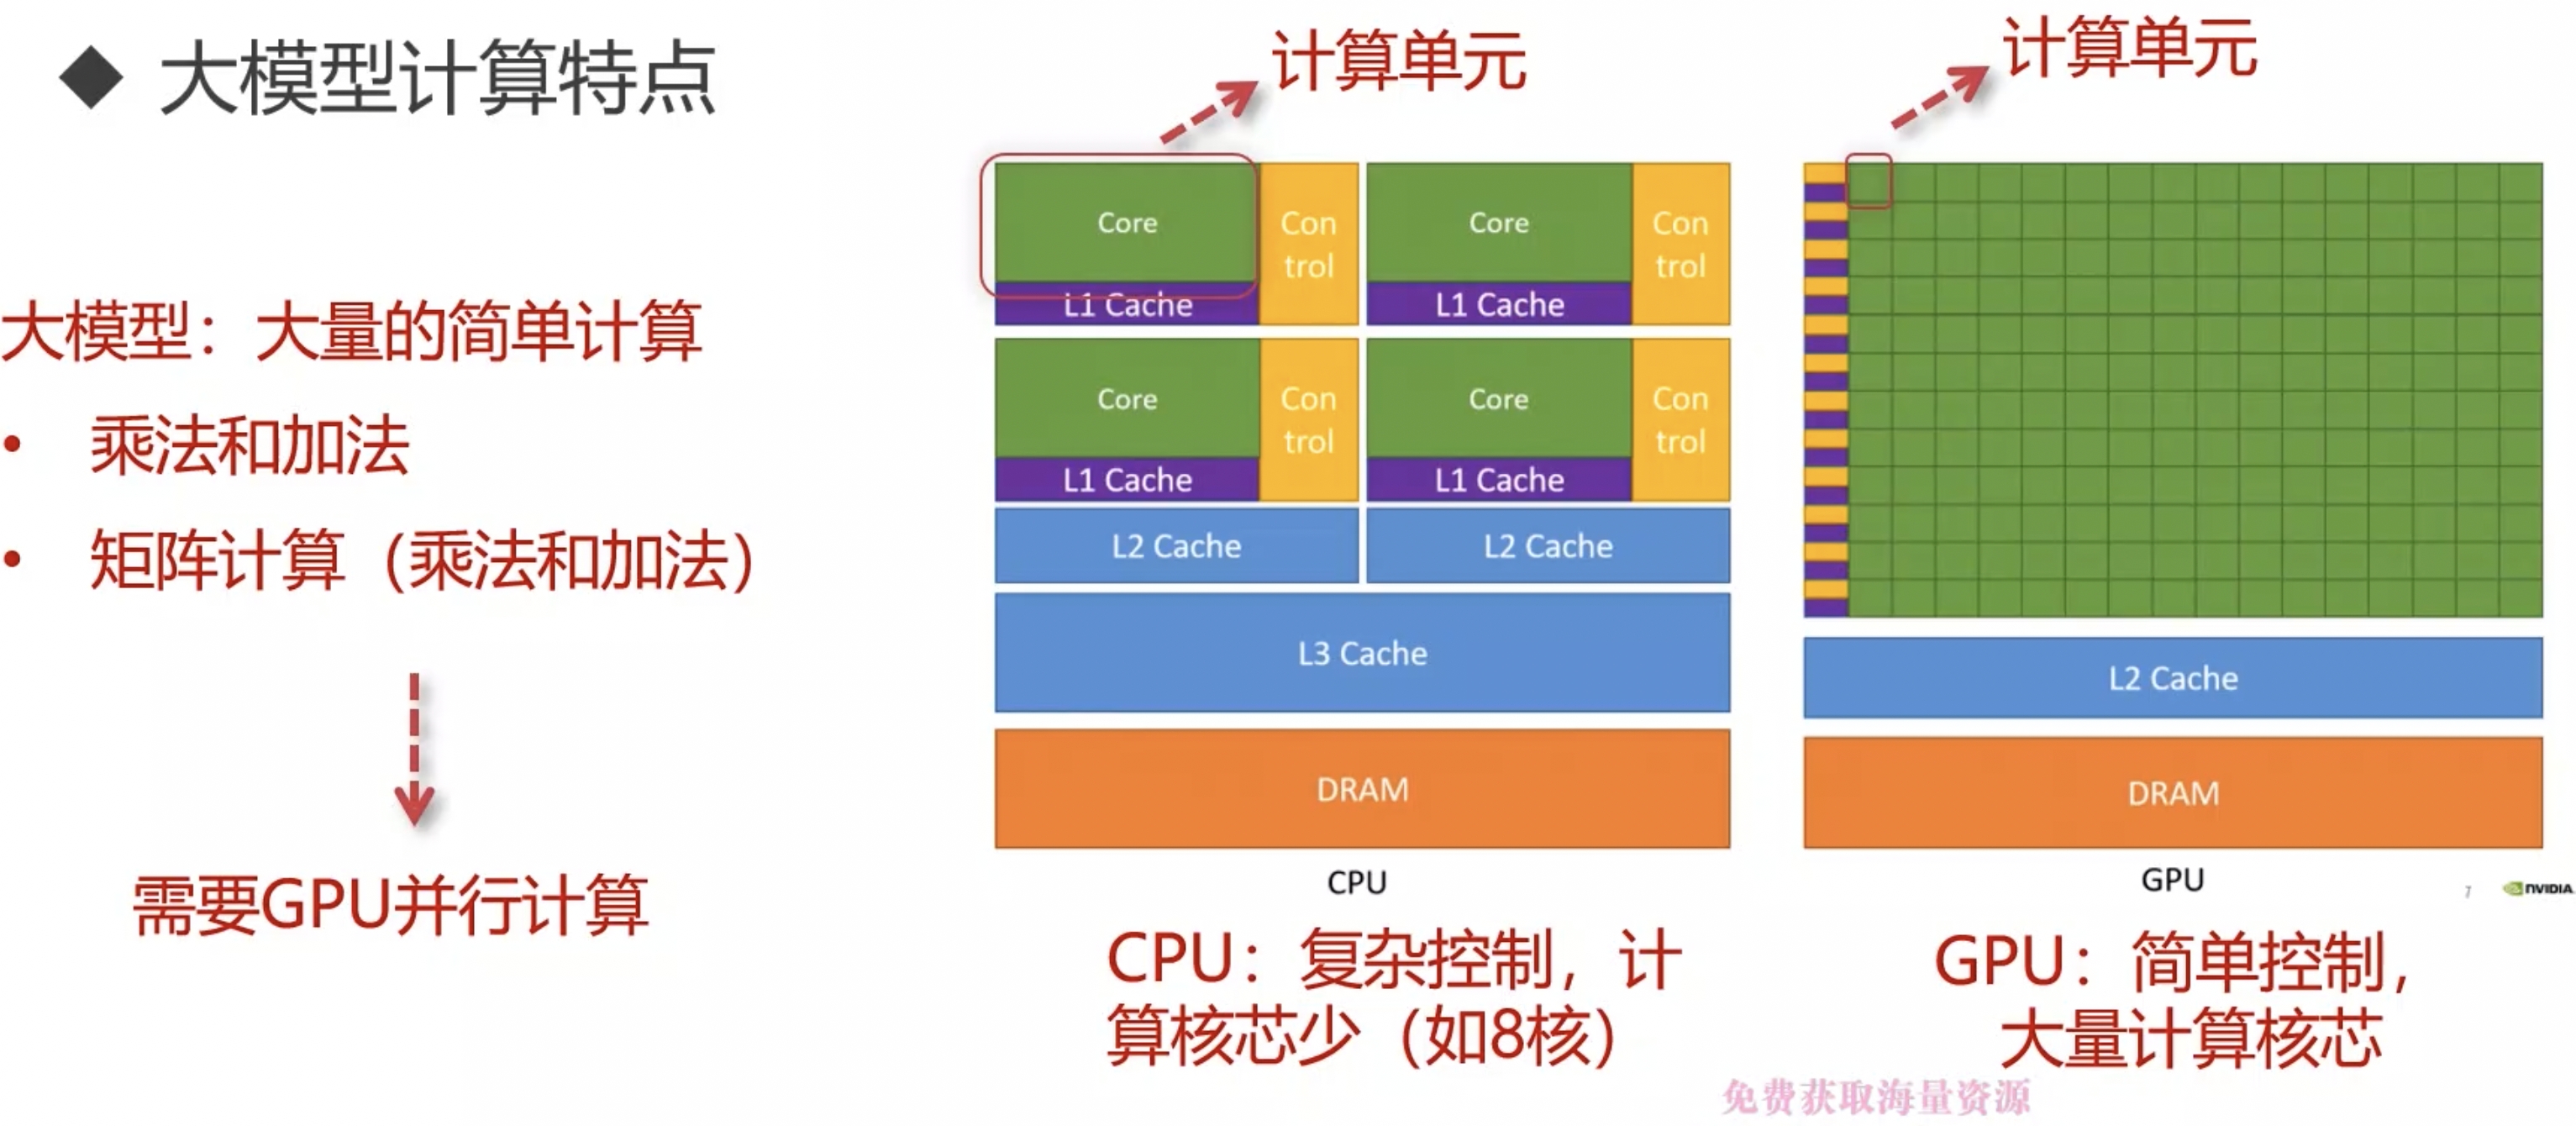 大模型计算特点
大模型：大量的简单计算
• 乘法和加法
• 矩阵计算（乘法和加法）
需要GPU并行计算
计算单元
Core
Con
trol
L1 Cache
Core
Con
trol
L1 Cache
Core
Con
trol
L1 Cache
Core
Con
trol
L1 Cache
L2 Cache
L2 Cache
L3 Cache
DRAM
CPU
CPU：复杂控制，计
算核芯少（如8核）
计算单元
L2 Cache
DRAM
GPU
7
NVIDIA
GPU：简单控制，
大量计算核芯
免费获取海量资源